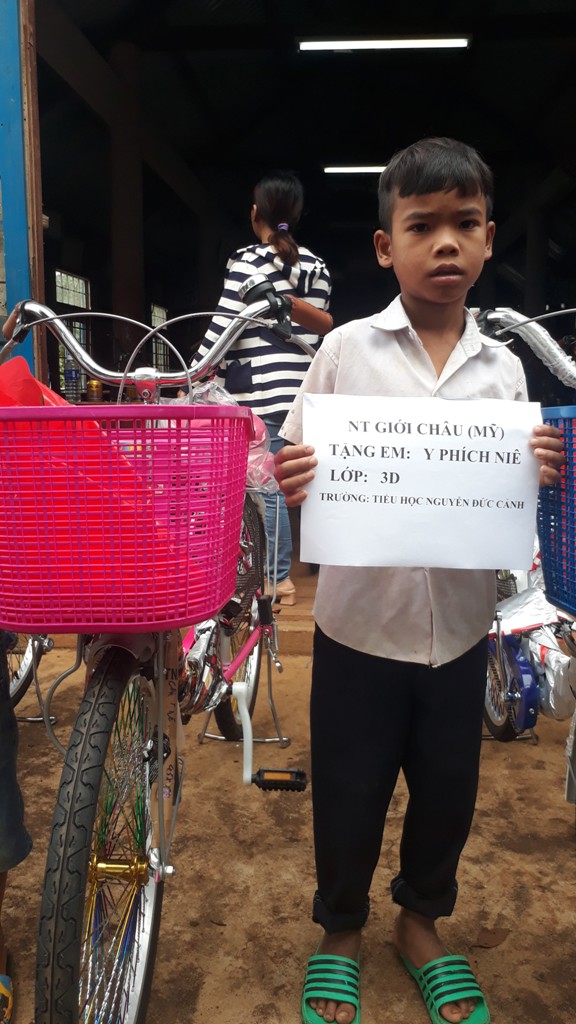 NT GIỚI CHÂU (MỸ)
TẶNG EM: Y PHÍCH NIÊ
LỚP: 3D
TRƯỜNG: TIỂU HỌC NGUYỄN ĐỨC CẢNH